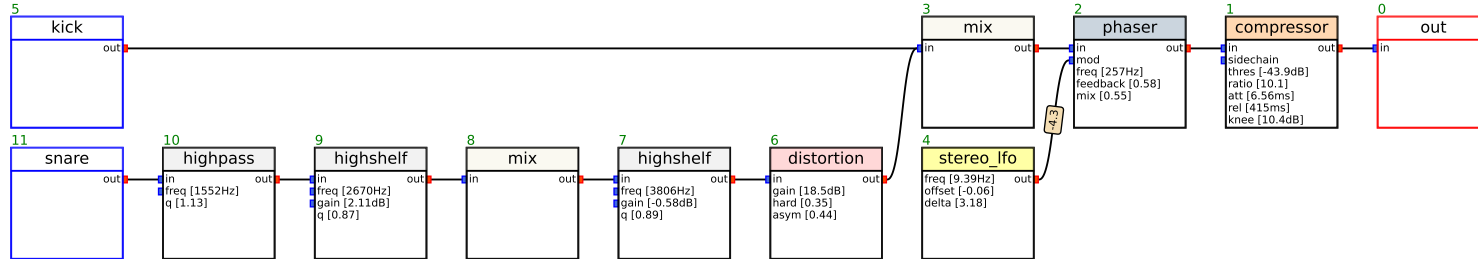 5
kick
out
3
mix
in out
2
phaser
in out
mod
freq [257Hz]
feedback [0.58]
mix [0.55]
1
compressor
in out
sidechain
thres [-43.9dB]
ratio [10.1]
att [6.56ms]
rel [415ms]
knee [10.4dB]
0
out
in
-4.3
11
snare
out
10
highpass
in out
freq [1552Hz]
q [1.13]
9
highshelf
in out
freq [2670Hz]
gain [2.11dB]
q [0.87]
8
mix
in out
7
highshelf
in out
freq [3806Hz]
gain [-0.58dB]
q [0.89]
6
distortion
in out
gain [18.5dB]
hard [0.35]
asym [0.44]
4
stereo_lfo
freq [9.39Hz] out
offset [-0.06]
delta [3.18]